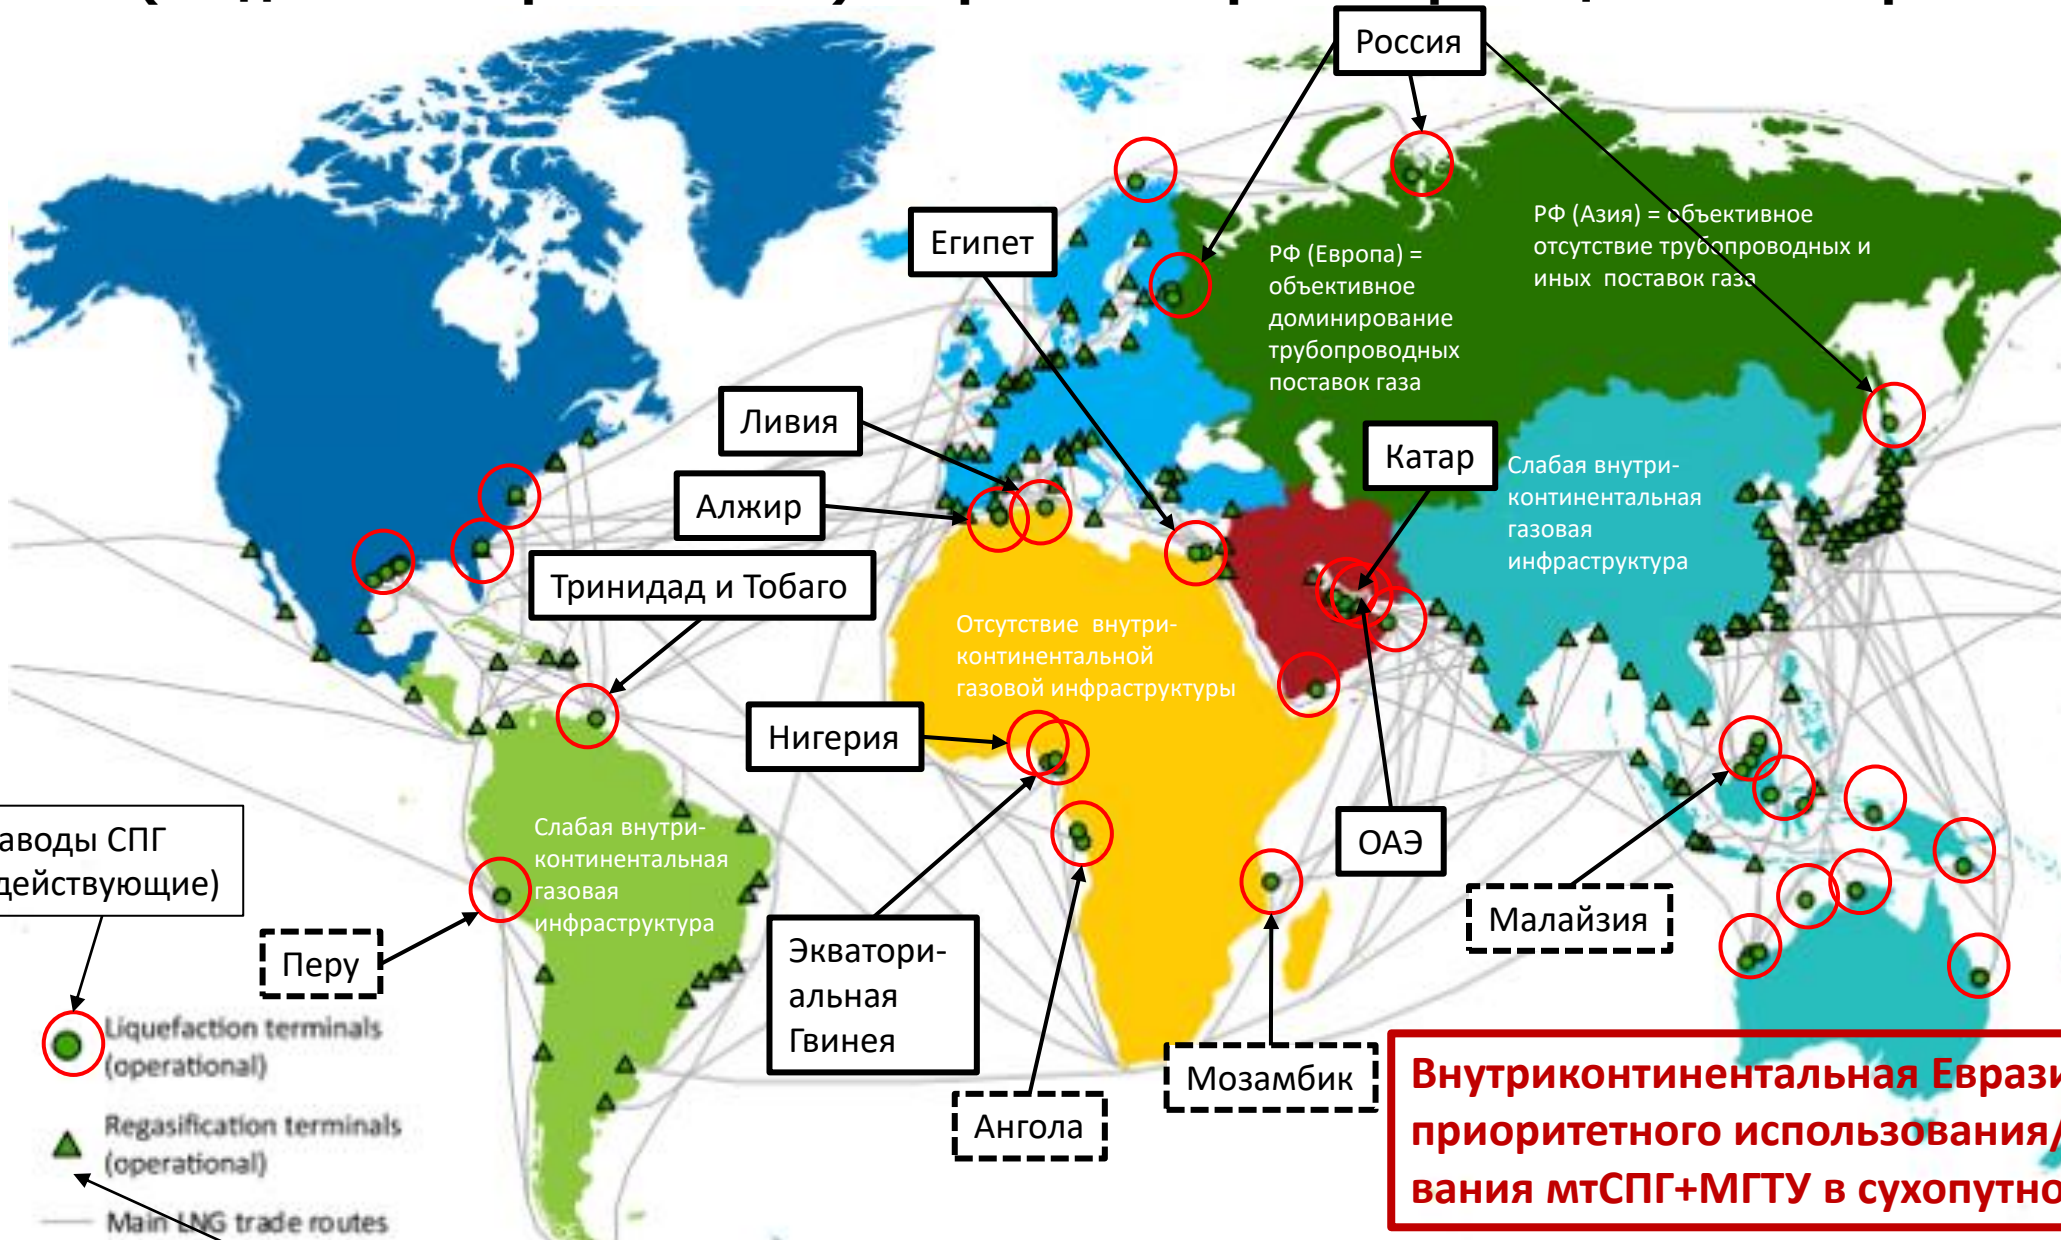 Россия
РФ (Азия) = объективное
отсутствие трубопроводных и
иных поставок газа
Египет
РФ (Европа) =
объективное
доминирование
трубопроводных
поставок газа
Ливия
Катар
Слабая внутри-
континентальная
газовая
инфраструктура
Алжир
Тринидад и Тобаго
Отсутствие внутри-
континентальной
газовой инфраструктуры
Нигерия
Слабая внутри-
континентальная
газовая
инфраструктура
ОАЭ
аводы СПГ
действующие)
Малайзия
Перу
Экватори-
альная
Гвинея
Liquefaction terminals
(operational)
Мозамбик
Ангола
Regasification terminals
(operational)
Main LNG trade routes
Внутриконтинентальная Еврази
приоритетного использования/
вания мтСПГ+МГТУ в сухопутно